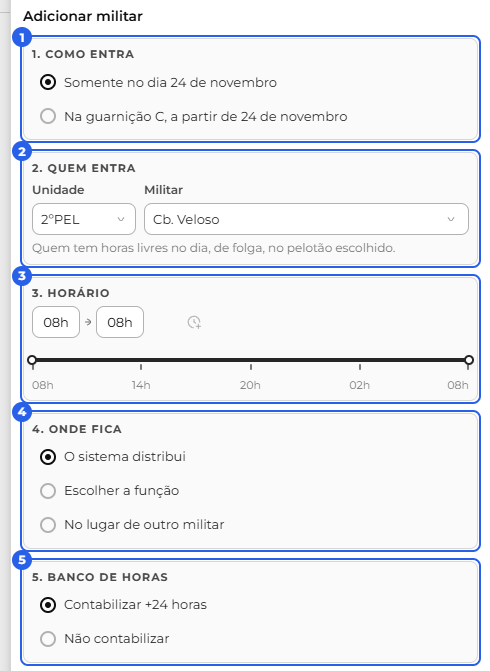 Adicionar militar
1
1. COMO ENTRA
Somente no dia 24 de novembro
Na guarnição C, a partir de 24 de novembro
2
2. QUEM ENTRA
Unidade Militar
2ºPEL Cb. Veloso
Quem tem horas livres no dia, de folga, no pelotão escolhido.
3
3. HORÁRIO
08h → 08h
08h 14h 20h 02h 08h
4
4. ONDE FICA
O sistema distribui
Escolher a função
No lugar de outro militar
5
5. BANCO DE HORAS
Contabilizar +24 horas
Não contabilizar